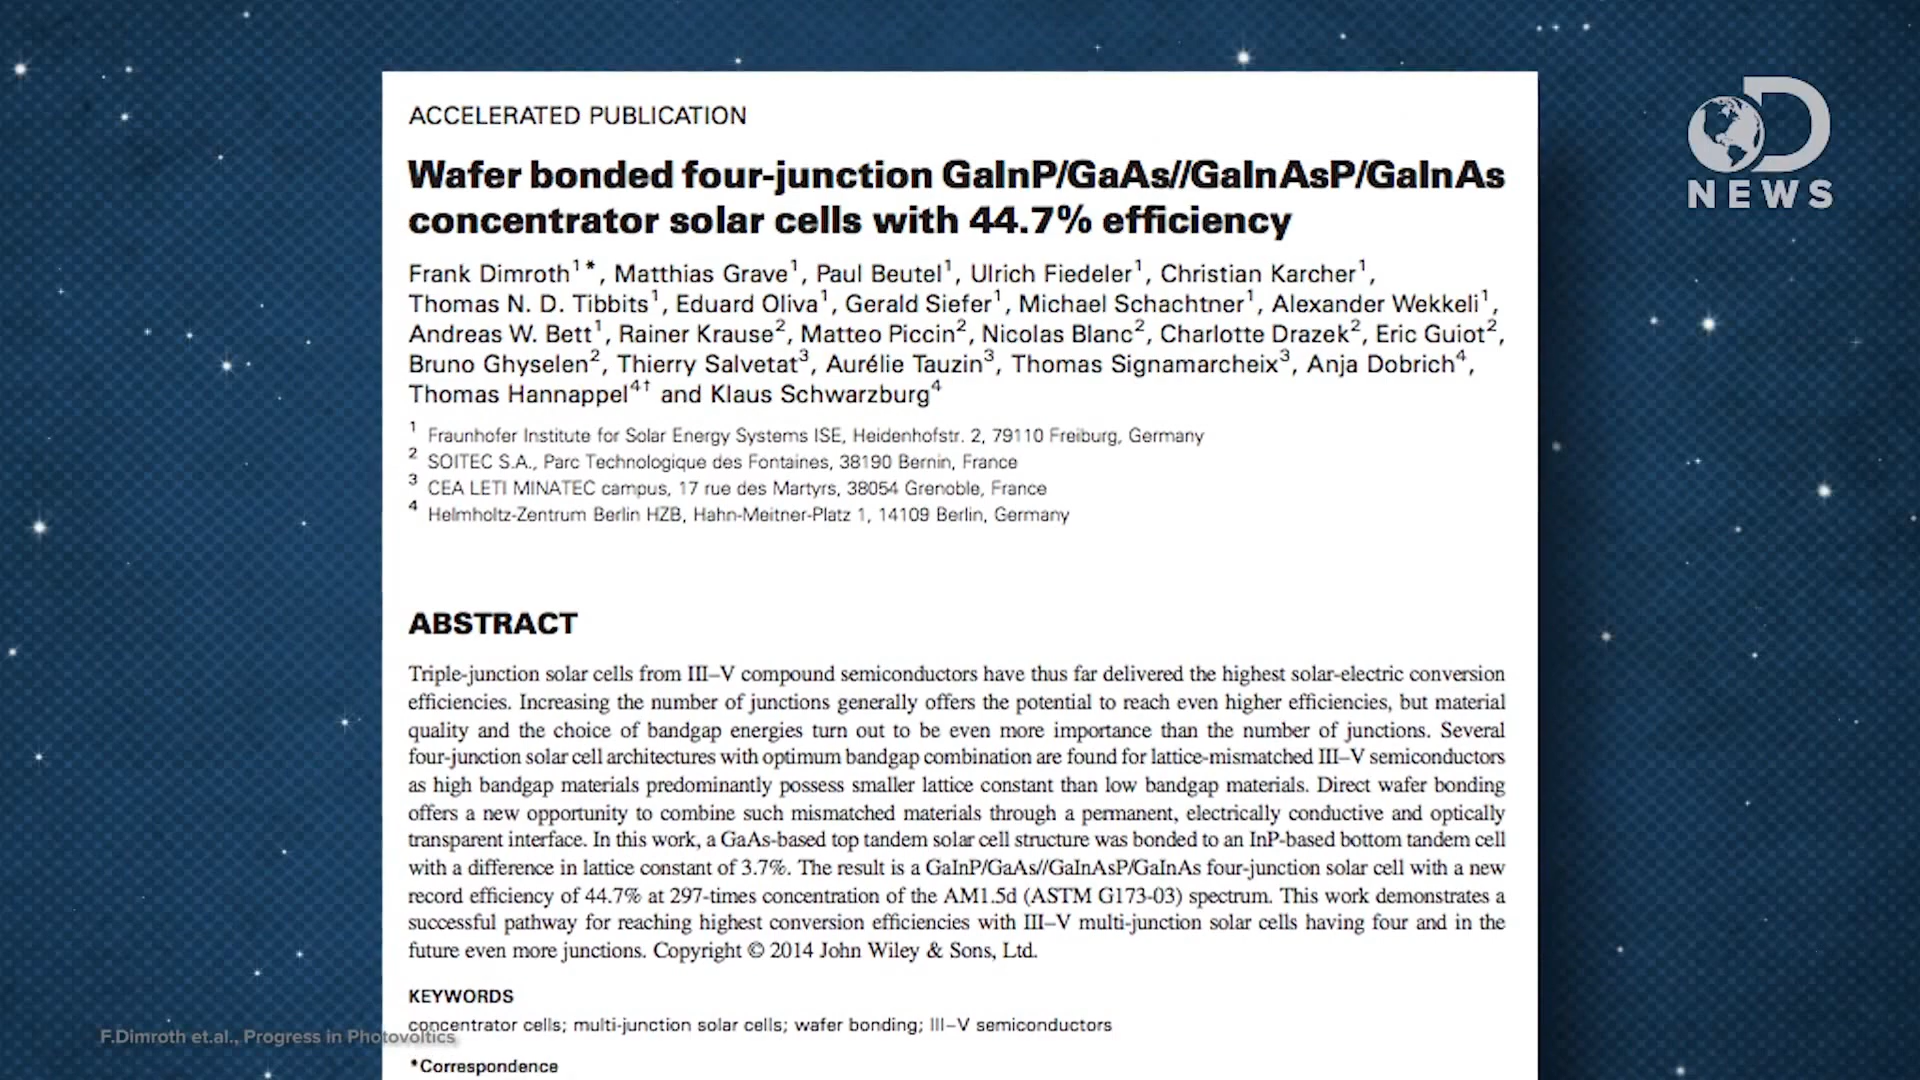 ACCELERATED PUBLICATION
Wafer bonded four-junction GaInP/GaAs//GaInAsP/GaInAs
concentrator solar cells with 44.7% efficiency
Frank Dimroth1*, Matthias Grave1, Paul Beutel1, Ulrich Fiedeler1, Christian Karcher1,
Thomas N. D. Tibbits1, Eduard Oliva1, Gerald Siefer1, Michael Schachtner1, Alexander Wekkeli1,
Andreas W. Bett1, Rainer Krause2, Matteo Piccin2, Nicolas Blanc2, Charlotte Drazek2, Eric Guiot2,
Bruno Ghyselen2, Thierry Salvetat3, Aurélie Tauzin3, Thomas Signamarcheix3, Anja Dobrich4,
Thomas Hannappel4† and Klaus Schwarzburg4
1 Fraunhofer Institute for Solar Energy Systems ISE, Heidenhofstr. 2, 79110 Freiburg, Germany
2 SOITEC S.A., Parc Technologique des Fontaines, 38190 Bernin, France
3 CEA LETI MINATEC campus, 17 rue des Martyrs, 38054 Grenoble, France
4 Helmholtz-Zentrum Berlin HZB, Hahn-Meitner-Platz 1, 14109 Berlin, Germany
ABSTRACT
Triple-junction solar cells from III–V compound semiconductors have thus far delivered the highest solar-electric conversion
efficiencies. Increasing the number of junctions generally offers the potential to reach even higher efficiencies, but material
quality and the choice of bandgap energies turn out to be even more importance than the number of junctions. Several
four-junction solar cell architectures with optimum bandgap combination are found for lattice-mismatched III–V semiconductors
as high bandgap materials predominantly possess smaller lattice constant than low bandgap materials. Direct wafer bonding
offers a new opportunity to combine such mismatched materials through a permanent, electrically conductive and optically
transparent interface. In this work, a GaAs-based top tandem solar cell structure was bonded to an InP-based bottom tandem cell
with a difference in lattice constant of 3.7%. The result is a GaInP/GaAs//GaInAsP/GaInAs four-junction solar cell with a new
record efficiency of 44.7% at 297-times concentration of the AM1.5d (ASTM G173-03) spectrum. This work demonstrates a
successful pathway for reaching highest conversion efficiencies with III–V multi-junction solar cells having four and in the
future even more junctions. Copyright © 2014 John Wiley & Sons, Ltd.
KEYWORDS
concentrator cells; multi-junction solar cells; wafer bonding; III–V semiconductors
*Correspondence
F.Dimroth et.al., Progress in Photovoltics
D
NEWS